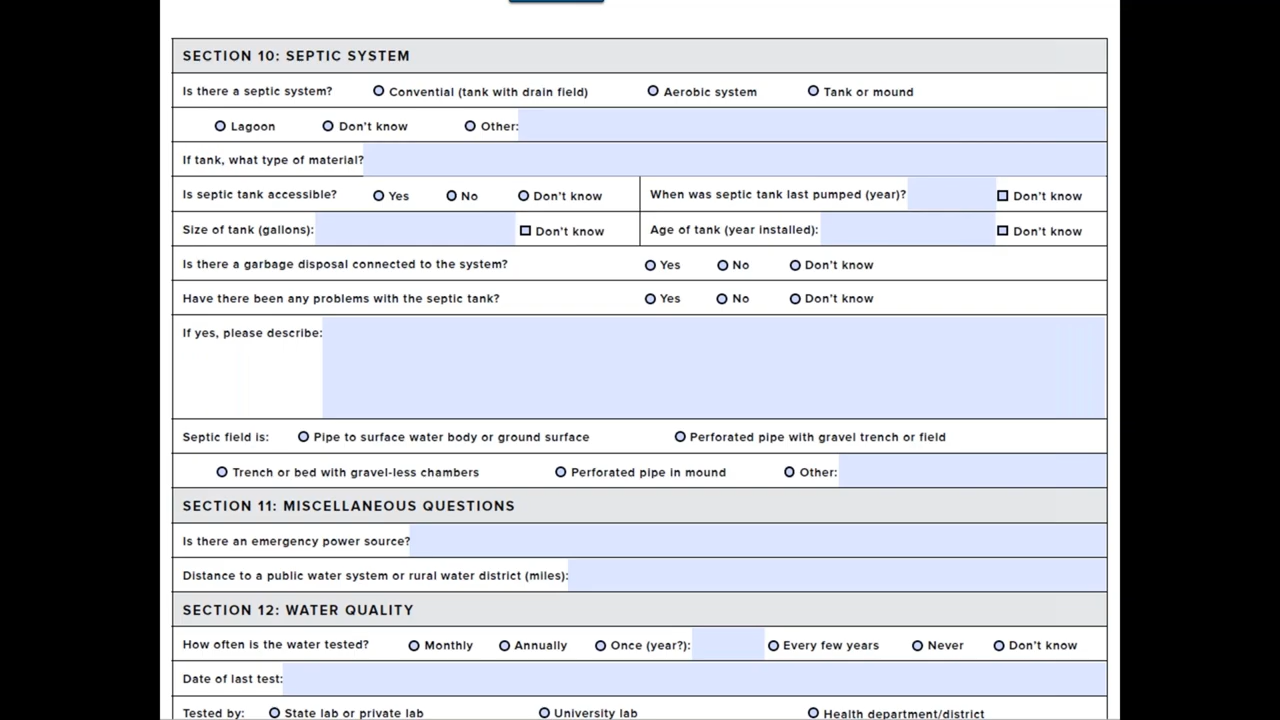 SECTION 10: SEPTIC SYSTEM
Is there a septic system? Convential (tank with drain field) Aerobic system Tank or mound
Lagoon Don't know Other:
If tank, what type of material?
Is septic tank accessible? Yes No Don't know When was septic tank last pumped (year)? Don't know
Size of tank (gallons): Don't know Age of tank (year installed): Don't know
Is there a garbage disposal connected to the system? Yes No Don't know
Have there been any problems with the septic tank? Yes No Don't know
If yes, please describe:
Septic field is: Pipe to surface water body or ground surface Perforated pipe with gravel trench or field
Trench or bed with gravel-less chambers Perforated pipe in mound Other:
SECTION 11: MISCELLANEOUS QUESTIONS
Is there an emergency power source?
Distance to a public water system or rural water district (miles):
SECTION 12: WATER QUALITY
How often is the water tested? Monthly Annually Once (year?): Every few years Never Don't know
Date of last test:
Tested by: State lab or private lab University lab Health department/district